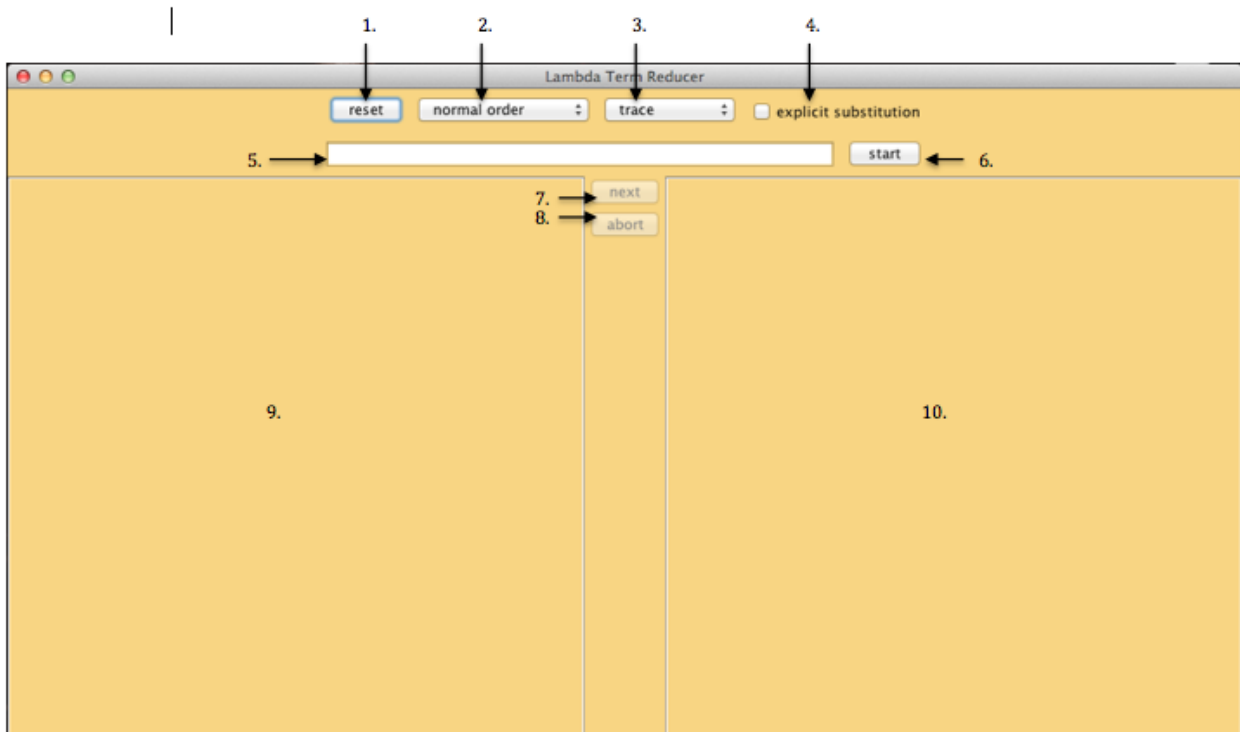 1. 2. 3. 4.
Lambda Term Reducer
reset normal order trace explicit substitution
5. start 6.
7. next
8. abort
9. 10.